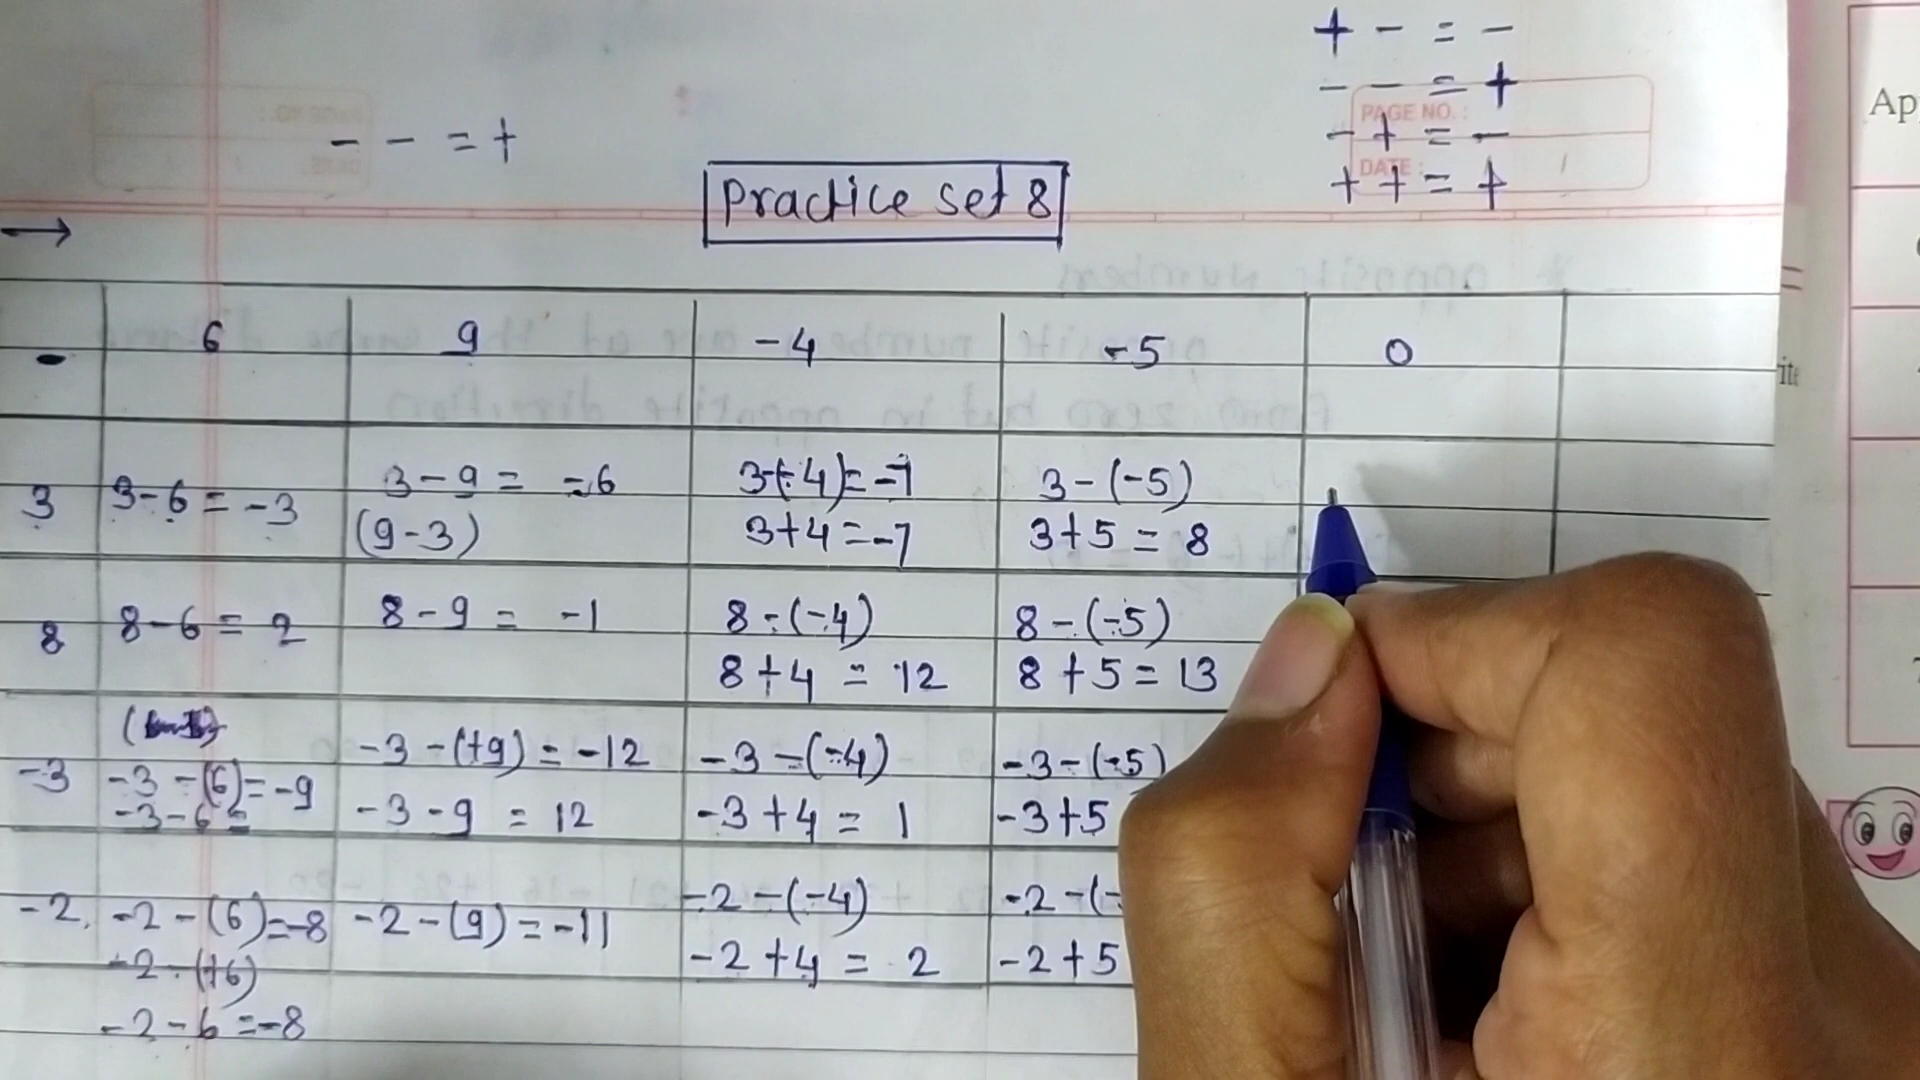 + - = -
- - = +
- + = -
+ + = +
PAGE NO. :
DATE :
- - = +
Practice set 8
→
- 6 9 -4 -5 0
3 3-6 = -3 3-9 = -6 3-(-4) = -7 3-(-5)
(9-3) 3+4 = -7 3+5 = 8
8 8-6 = 2 8-9 = -1 8-(-4) 8-(-5)
8+4 = 12 8+5 = 13
-3 -3-(6) = -9 -3-(+9) = -12 -3-(-4) -3-(-5)
-3-6 = -3-9 = 12 -3+4 = 1 -3+5
-2. -2-(6) = -8 -2-(9) = -11 -2-(-4) -2-(-
-2-(+6) -2+4 = 2 -2+5
-2-6 = -8